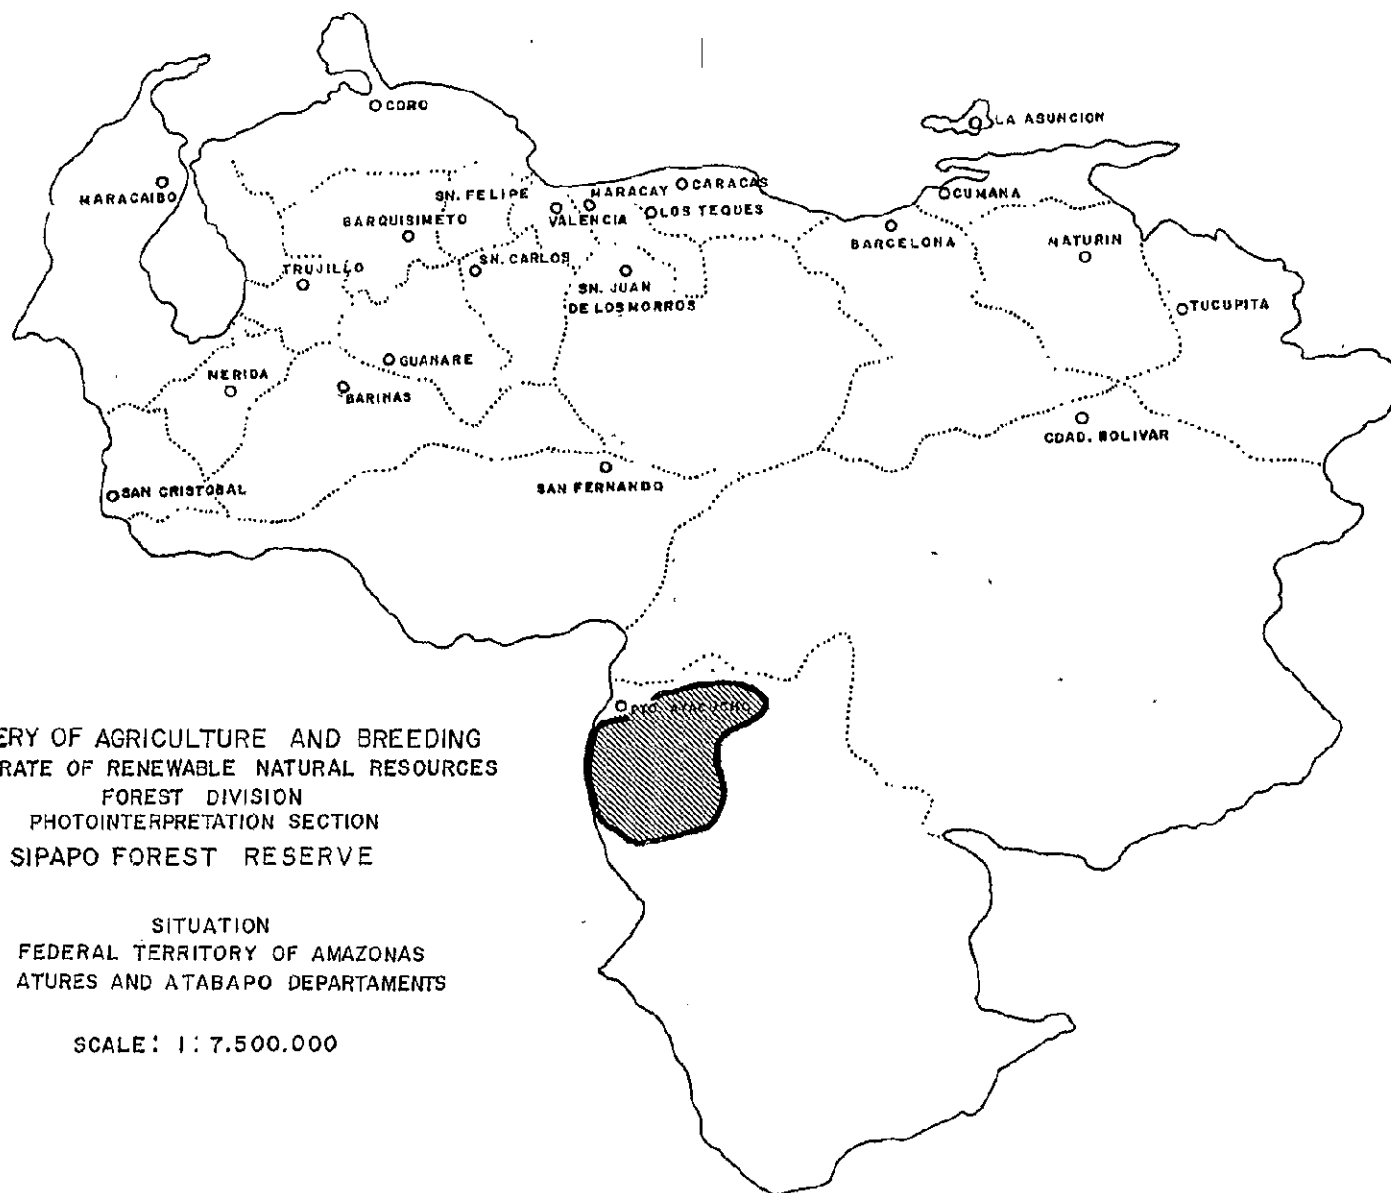 CORO
LA ASUNCION
MARACAIBO
SN. FELIPE
MARACAY
CARACAS
CUMANA
VALENCIA
LOS TEQUES
BARQUISIMETO
BARCELONA
MATURIN
TRUJILLO
SN. CARLOS
SN. JUAN
DE LOS MORROS
TUCUPITA
GUANARE
MERIDA
BARINAS
CDAD. BOLIVAR
SAN CRISTOBAL
SAN FERNANDO
PTO. AYACUCHO
ERY OF AGRICULTURE AND BREEDING
RATE OF RENEWABLE NATURAL RESOURCES
FOREST DIVISION
PHOTOINTERPRETATION SECTION
SIPAPO FOREST RESERVE
SITUATION
FEDERAL TERRITORY OF AMAZONAS
ATURES AND ATABAPO DEPARTAMENTS
SCALE: 1: 7.500.000